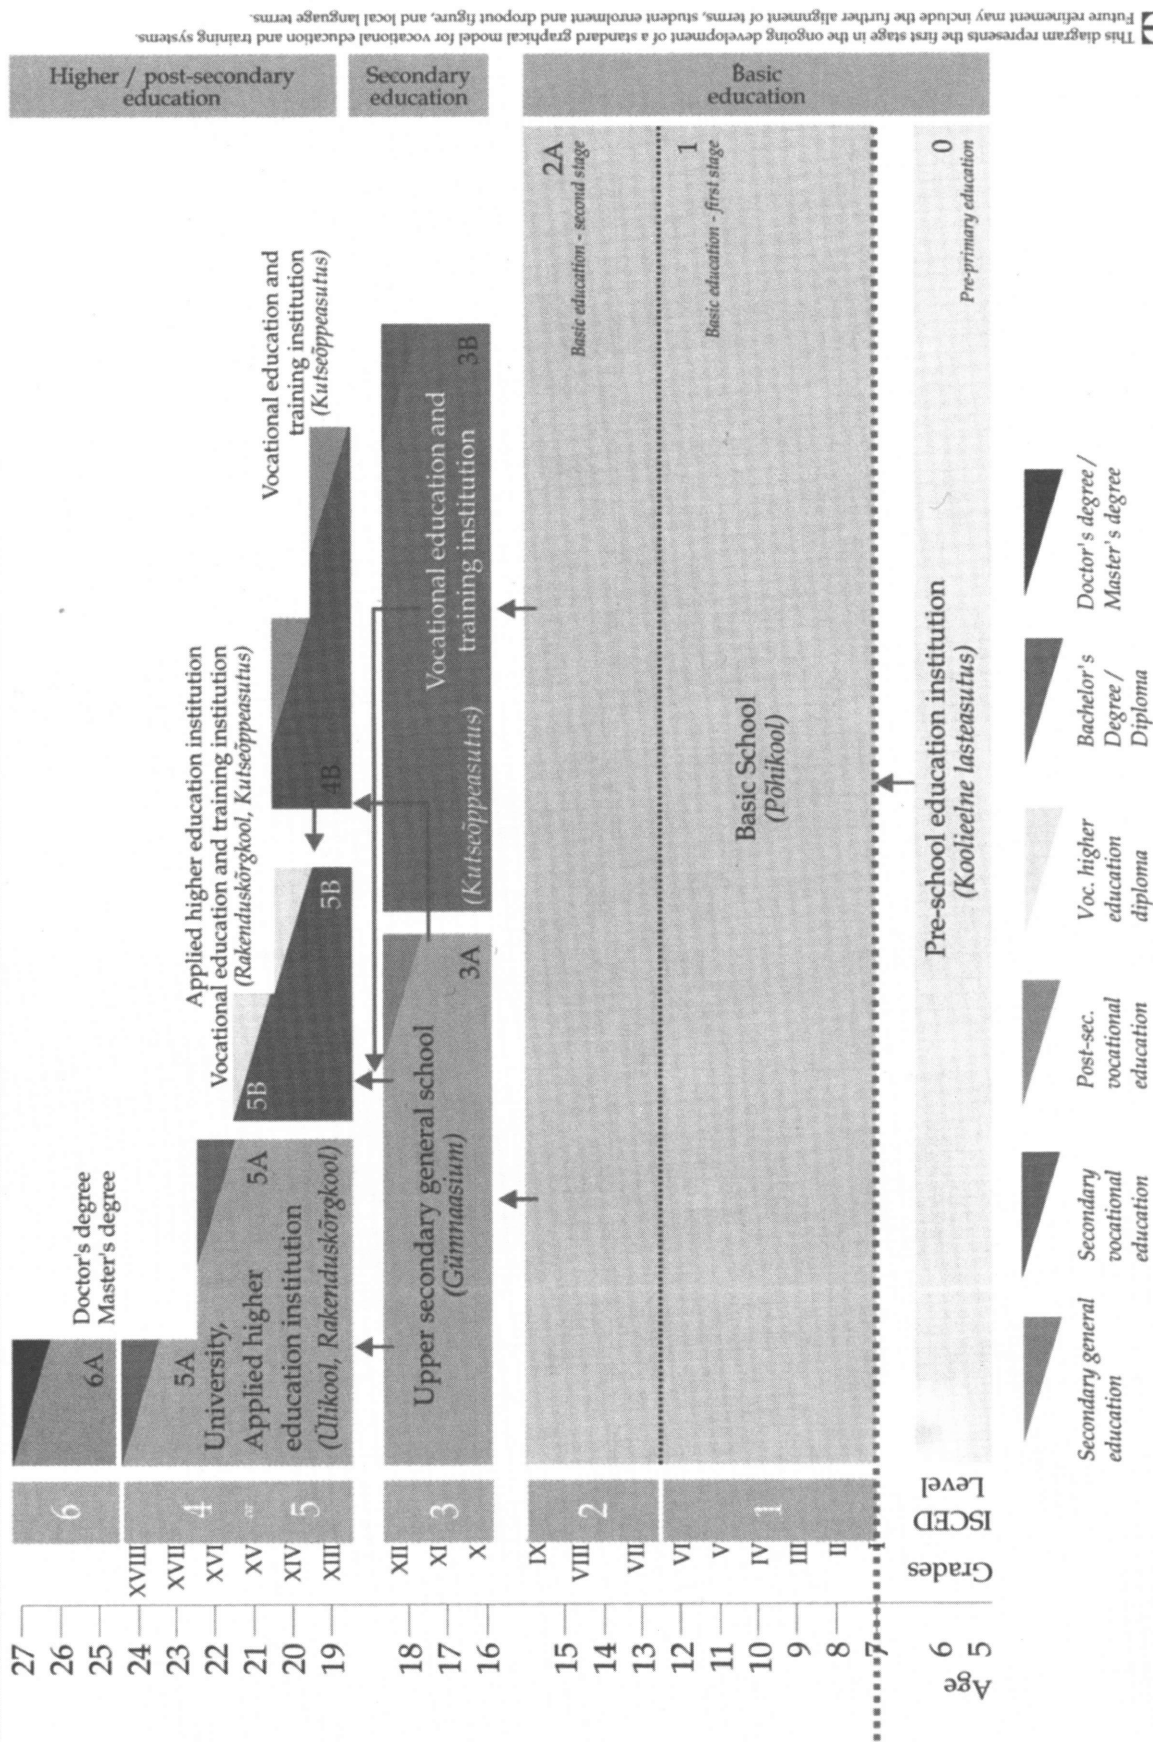 This diagram represents the first stage in the ongoing development of a standard graphical model for vocational education and training systems.
Future refinement may include the further alignment of terms, student enrolment and dropout figure, and local language terms.
Higher / post-secondary
education
Secondary
education
Basic
education
27
26
25
24
23
22
21
20
19
18
17
16
15
14
13
12
11
10
9
8
7
6
5
Age
XVIII
XVII
XVI
XV
XIV
XIII
XII
XI
X
IX
VIII
VII
VI
V
IV
III
II
I
Grades
6
4
or
5
3
2
1
ISCED
Level
Doctor's degree
Master's degree
6A
5A
University,
Applied higher
education institution
(Ülikool, Rakenduskõrgkool)
5A
Applied higher education institution
Vocational education and training institution
(Rakenduskõrgkool, Kutseõppeasutus)
5B
5B
Vocational education and
training institution
(Kutseõppeasutus)
4B
Upper secondary general school
(Gümnaasium)
3A
Vocational education and
training institution
(Kutseõppeasutus)
3B
2A
Basic education - second stage
1
Basic education - first stage
Basic School
(Põhikool)
Pre-school education institution
(Koolieelne lasteasutus)
0
Pre-primary education
Secondary general
education
Secondary
vocational
education
Post-sec.
vocational
education
Voc. higher
education
diploma
Bachelor's
Degree/
Diploma
Doctor's degree/
Master's degree